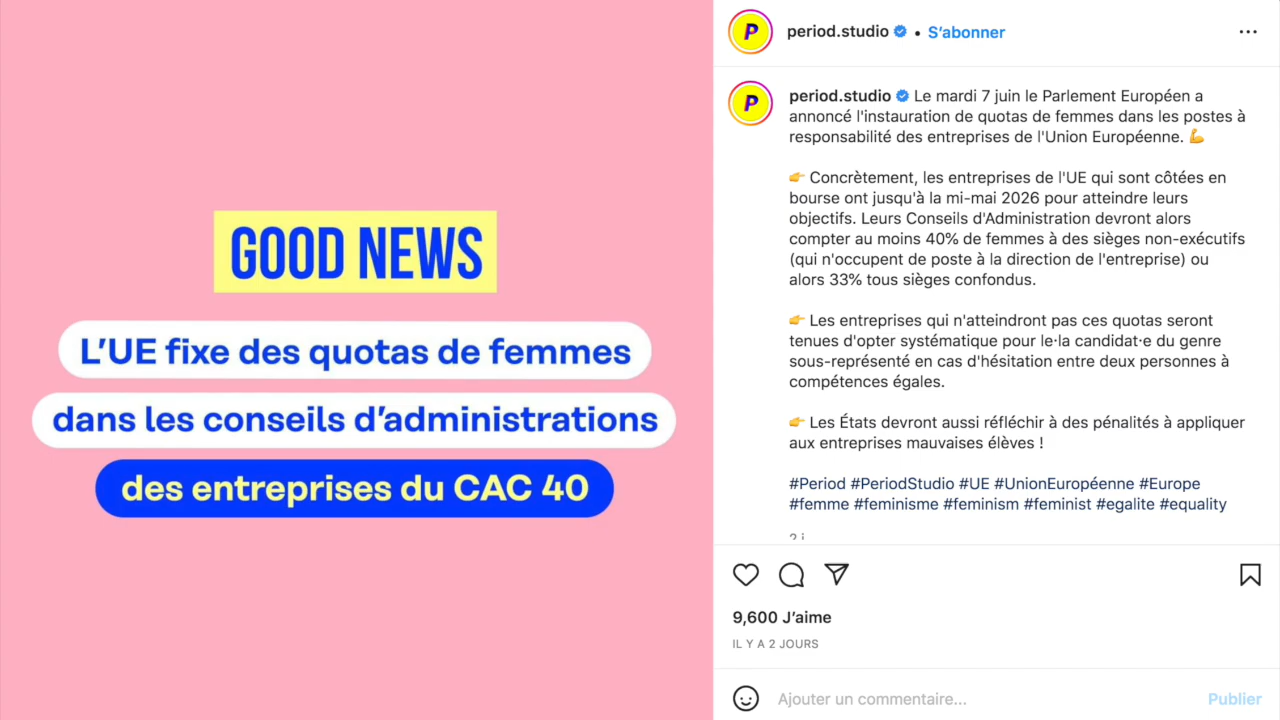 GOOD NEWS
L’UE fixe des quotas de femmes
dans les conseils d’administrations
des entreprises du CAC 40
P
period.studio • S’abonner
P
period.studio Le mardi 7 juin le Parlement Européen a
annoncé l'instauration de quotas de femmes dans les postes à
responsabilité des entreprises de l'Union Européenne. 💪
👉 Concrètement, les entreprises de l'UE qui sont côtées en
bourse ont jusqu'à la mi-mai 2026 pour atteindre leurs
objectifs. Leurs Conseils d'Administration devront alors
compter au moins 40% de femmes à des sièges non-exécutifs
(qui n'occupent de poste à la direction de l'entreprise) ou
alors 33% tous sièges confondus.
👉 Les entreprises qui n'atteindront pas ces quotas seront
tenues d'opter systématique pour le·la candidat·e du genre
sous-représenté en cas d'hésitation entre deux personnes à
compétences égales.
👉 Les États devront aussi réfléchir à des pénalités à appliquer
aux entreprises mauvaises élèves !
#Period #PeriodStudio #UE #UnionEuropéenne #Europe
#femme #feminisme #feminism #feminist #egalite #equality
9,600 J’aime
IL Y A 2 JOURS
Ajouter un commentaire...
Publier